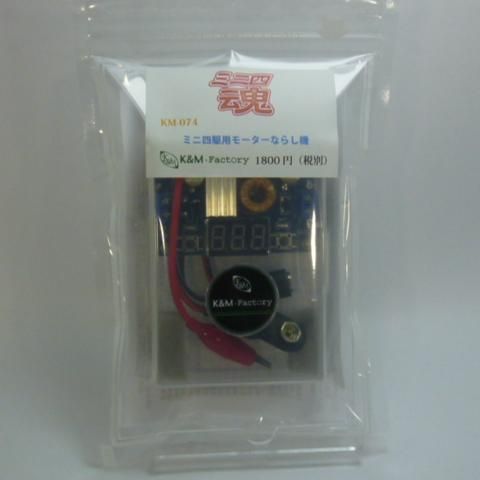 ミニ四
魂
KM-074
ミニ四駆用モーターならし機
K&M K&M-Factory 1800円（税別）
K&M
K&M-Factory